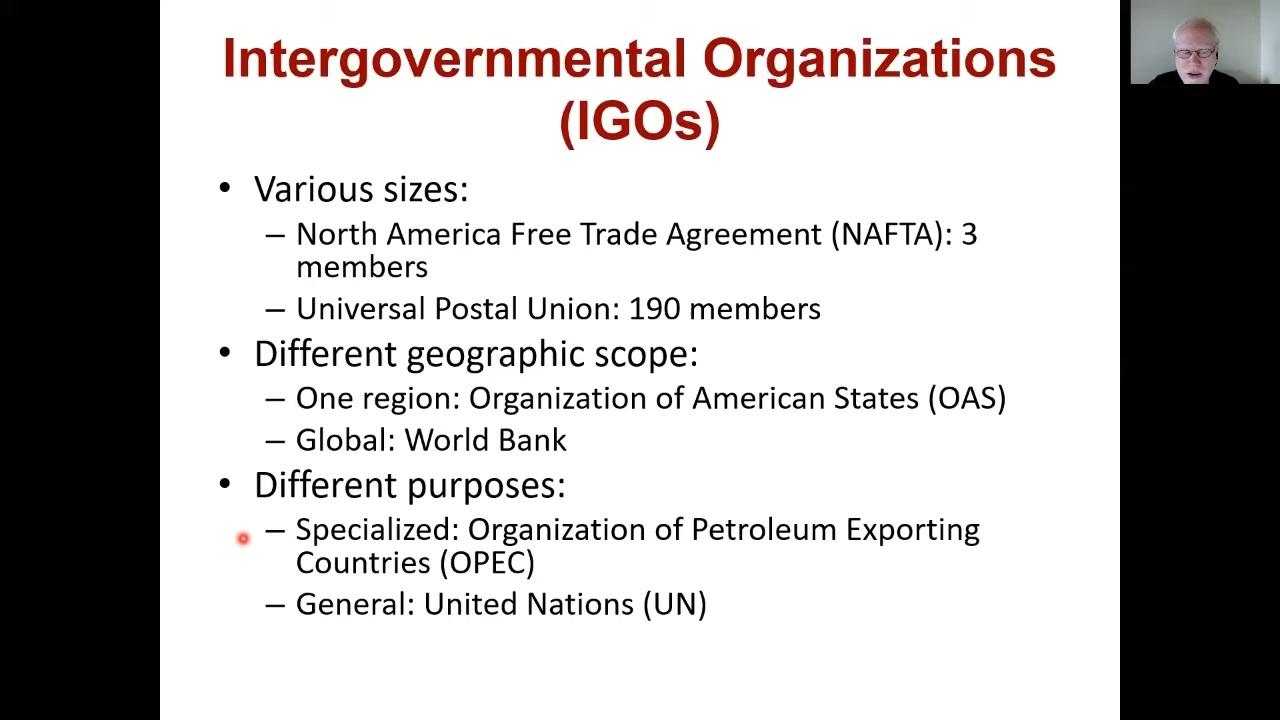 Intergovernmental Organizations
(IGOs)
• Various sizes:
– North America Free Trade Agreement (NAFTA): 3
members
– Universal Postal Union: 190 members
• Different geographic scope:
– One region: Organization of American States (OAS)
– Global: World Bank
• Different purposes:
– Specialized: Organization of Petroleum Exporting
Countries (OPEC)
– General: United Nations (UN)